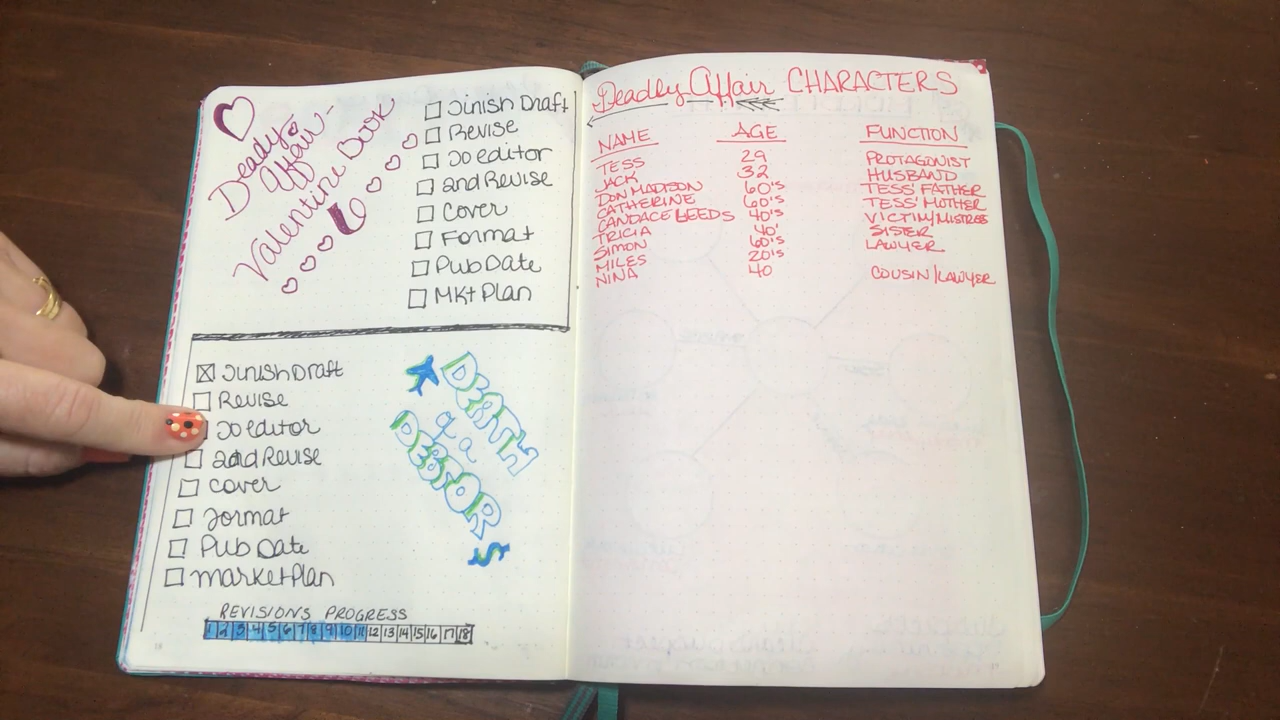 Deadly
Affair-
Valentine Book
Finish Draft
Revise
To editor
2nd Revise
Cover
Format
Pub Date
Mkt Plan
Finish Draft
Revise
To editor
2nd Revise
Cover
Format
Pub Date
Market Plan
DEATH
of a
DEBTOR
$
REVISIONS PROGRESS
1 2 3 4 5 6 7 8 9 10 11 12 13 14 15 16 17 18
Deadly Affair CHARACTERS
NAME AGE FUNCTION
TESS 29 PROTAGONIST
JACK 32 HUSBAND
DON MADISON 60's TESS' FATHER
CATHERINE 60's TESS' MOTHER
CANDACE LEEDS 40's VICTIM/MISTRESS
TRICIA 40' SISTER
SIMON 60's LAWYER
MILES 20's
NINA 40 COUSIN/LAWYER